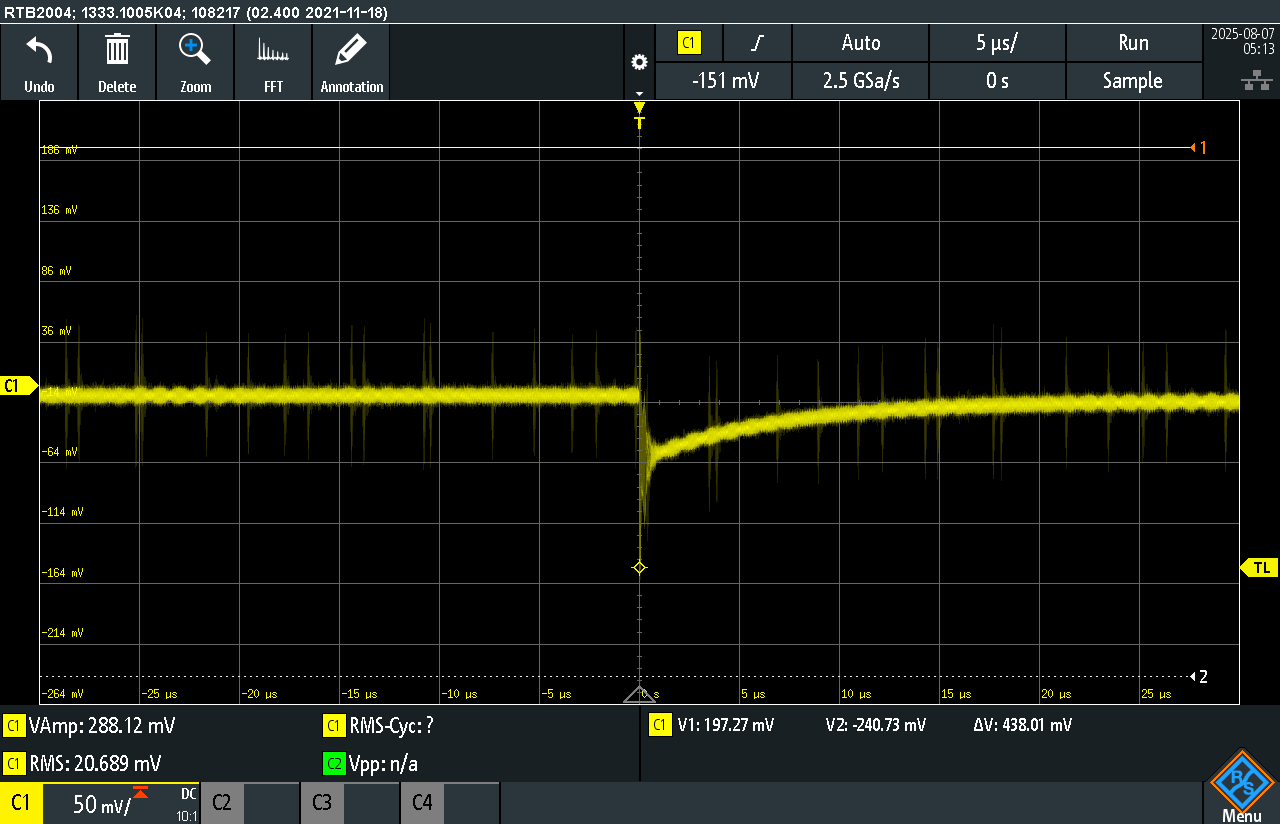 RTB2004; 1333.1005K04; 108217 (02.400 2021-11-18)
Undo Delete Zoom FFT Annotation
C1 Auto 5 µs/ Run
-151 mV 2.5 GSa/s 0 s Sample
2025-08-07
05:13
T
186 mV
1
136 mV
86 mV
36 mV
C1
-14 mV
-64 mV
-114 mV
-164 mV
TL
-214 mV
2
-264 mV -25 µs -20 µs -15 µs -10 µs -5 µs 0 s 5 µs 10 µs 15 µs 20 µs 25 µs
C1 VAmp: 288.12 mV C1 RMS-Cyc: ? C1 V1: 197.27 mV V2: -240.73 mV ΔV: 438.01 mV
C1 RMS: 20.689 mV C2 Vpp: n/a
C1 50 mV/ DC 10:1 C2 C3 C4
R S
Menu